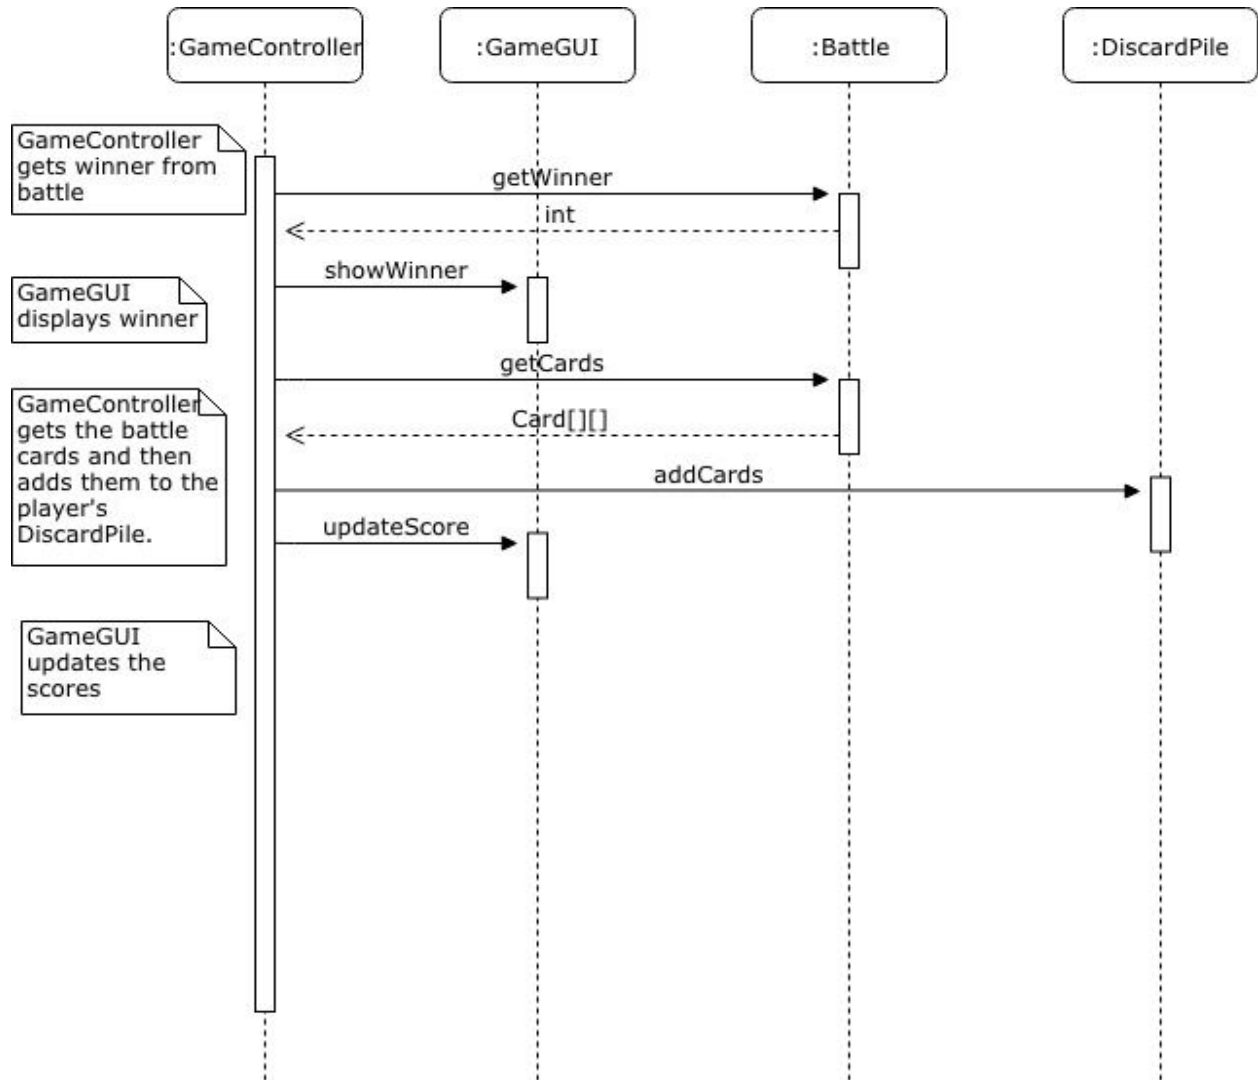 :GameController
:GameGUI
:Battle
:DiscardPile
GameController
gets winner from
battle
getWinner
int
showWinner
GameGUI
displays winner
getCards
GameController
gets the battle
cards and then
adds them to the
player's
DiscardPile.
Card[][]
addCards
updateScore
GameGUI
updates the
scores